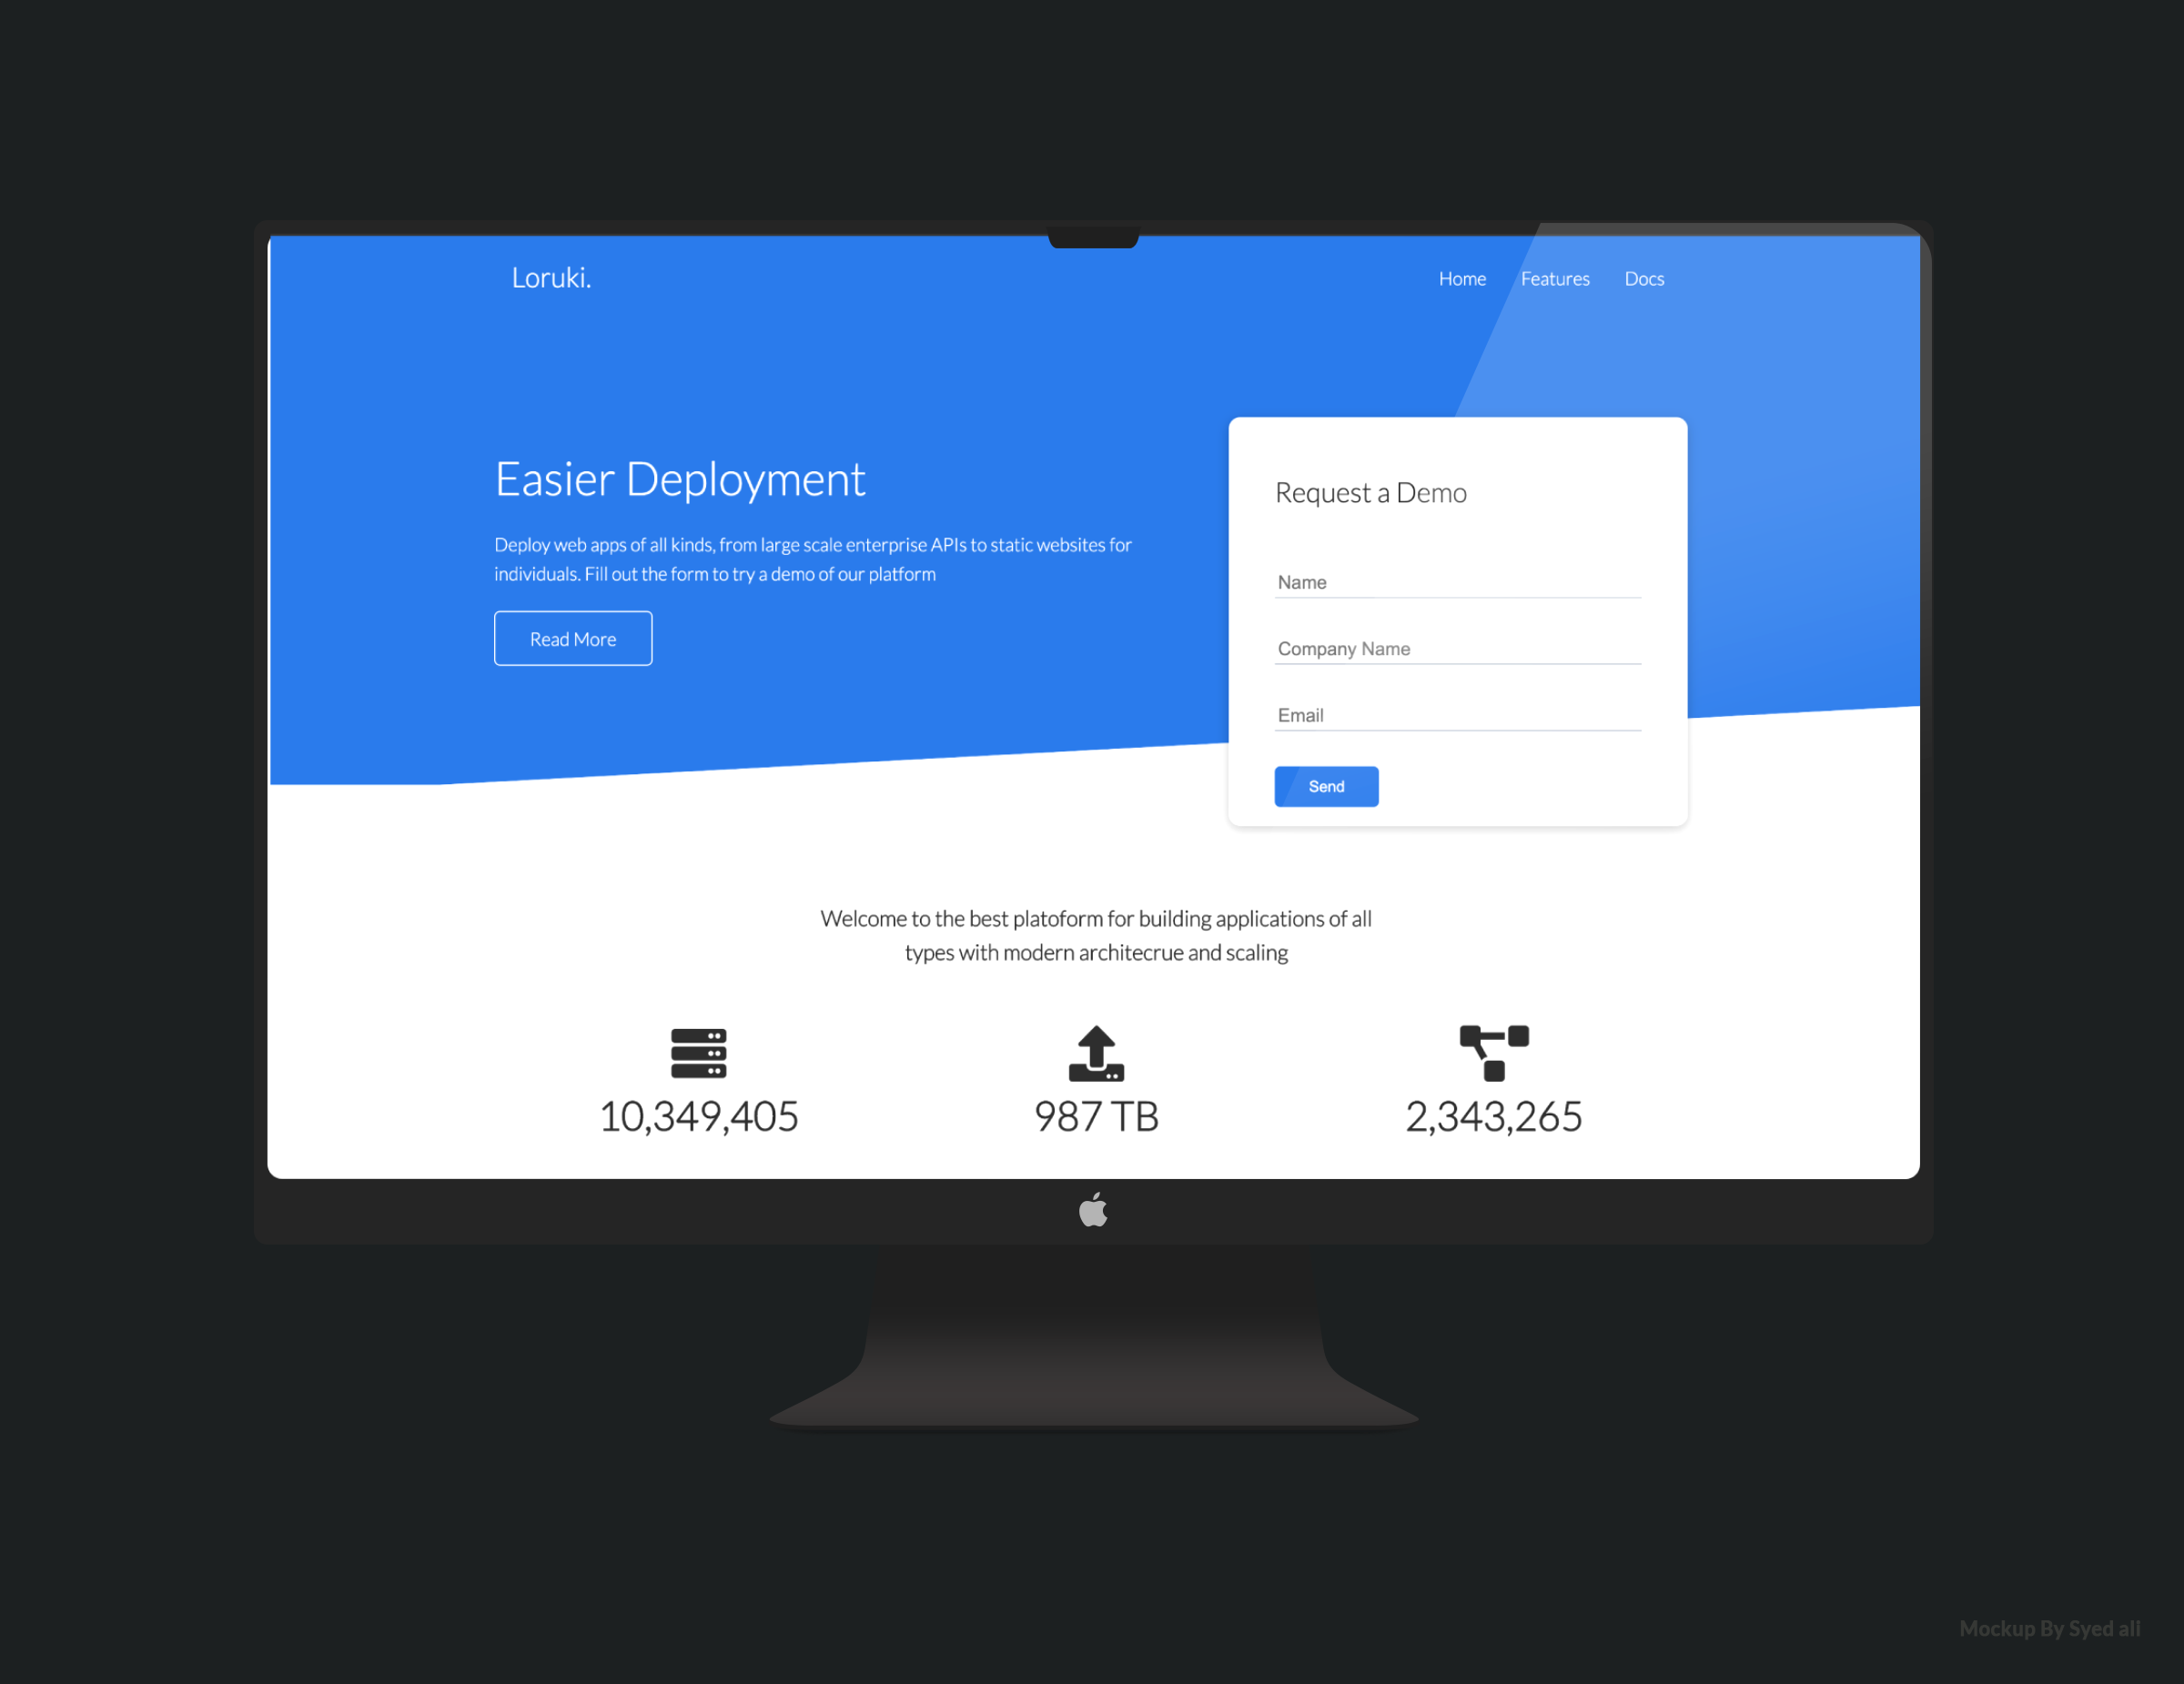 Loruki.
Home Features Docs
Easier Deployment
Deploy web apps of all kinds, from large scale enterprise APIs to static websites for
individuals. Fill out the form to try a demo of our platform
Read More
Request a Demo
Name
Company Name
Email
Send
Welcome to the best platoform for building applications of all
types with modern architecrue and scaling
10,349,405
987 TB
2,343,265
Mockup By Syed ali